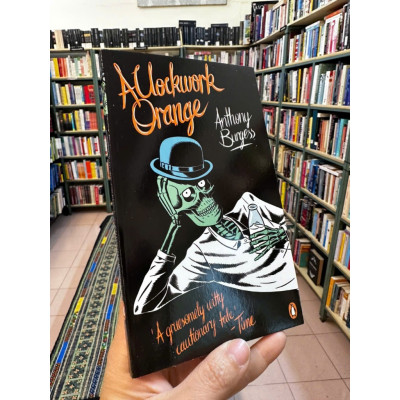 A Clockwork
Orange
Anthony
Burgess
'A gruesomely witty
cautionary tale'
- Time